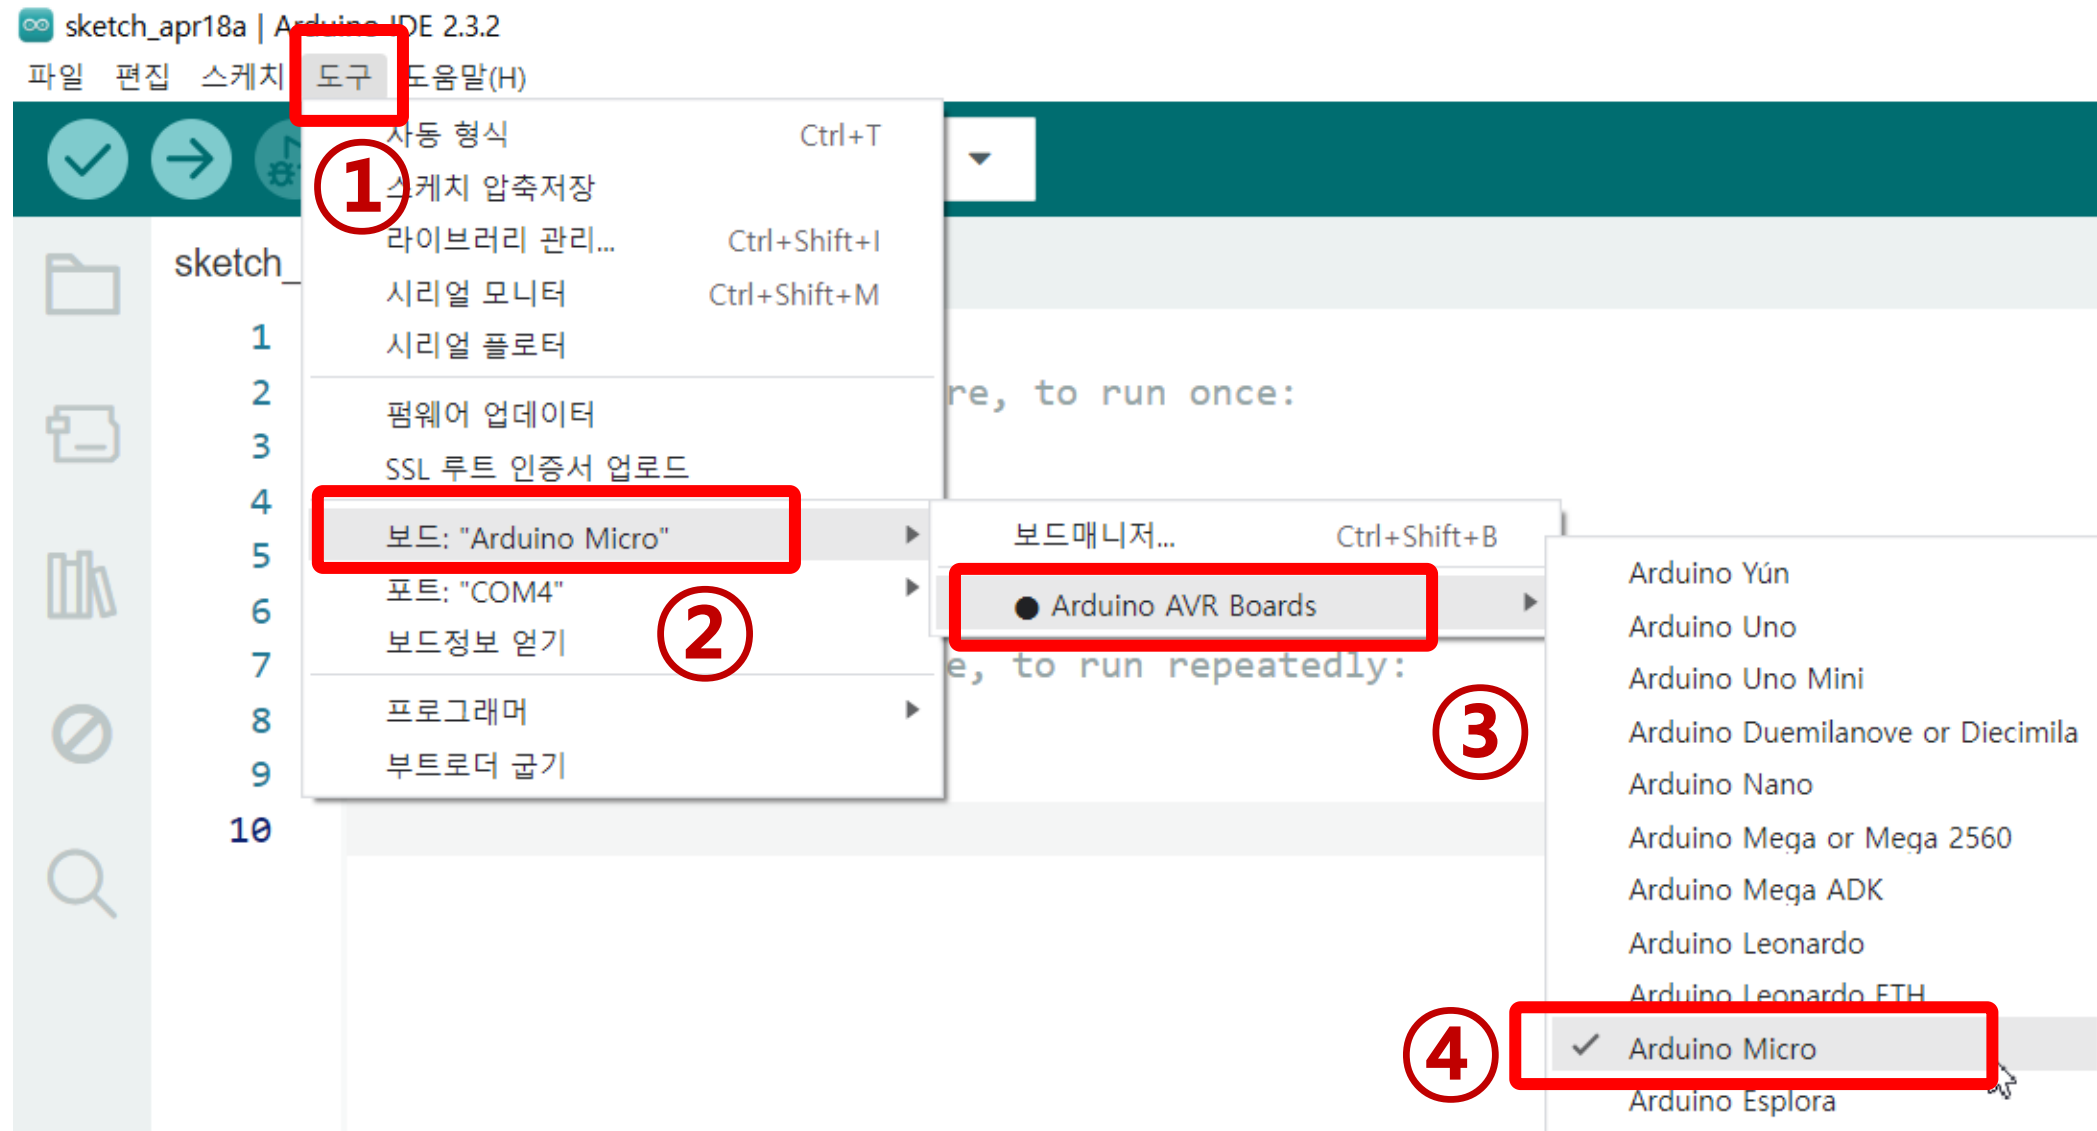 sketch_apr18a | Arduino IDE 2.3.2
파일 편집 스케치 도구 도움말(H)
①
자동 형식 Ctrl+T
스케치 압축저장
라이브러리 관리... Ctrl+Shift+I
시리얼 모니터 Ctrl+Shift+M
시리얼 플로터
펌웨어 업데이터
SSL 루트 인증서 업로드
보드: "Arduino Micro"
포트: "COM4"
보드정보 얻기
프로그래머
부트로더 굽기
②
보드매니저... Ctrl+Shift+B
● Arduino AVR Boards
③
Arduino Yún
Arduino Uno
Arduino Uno Mini
Arduino Duemilanove or Diecimila
Arduino Nano
Arduino Mega or Mega 2560
Arduino Mega ADK
Arduino Leonardo
Arduino Leonardo ETH
④
Arduino Micro
Arduino Esplora
sketch_
1
2 re, to run once:
3
4
5
6
7 e, to run repeatedly:
8
9
10